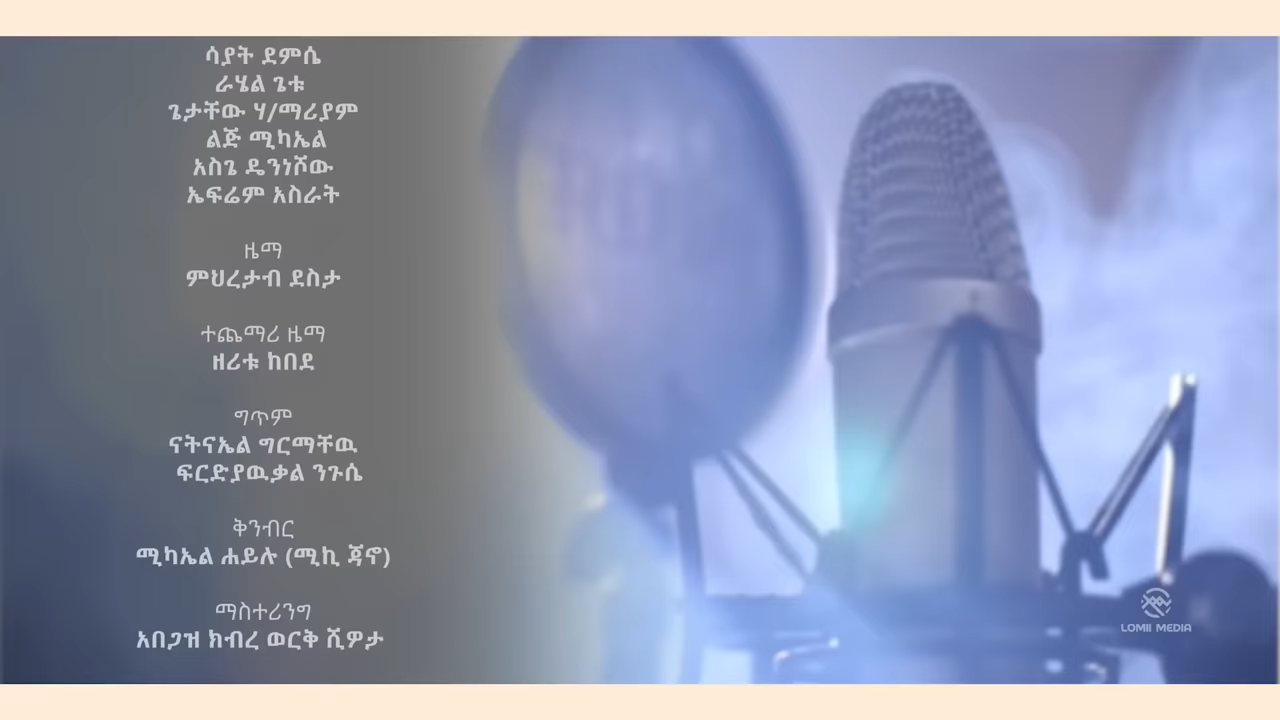 ሳያት ደምሴ
ራሄል ጌቱ
ጌታቸው ሃ/ማሪያም
ልጅ ሚካኤል
አስጌ ዴንነሾው
ኤፍሬም አስራት
ዜማ
ምህረታብ ደስታ
ተጨማሪ ዜማ
ዘሪቱ ከበደ
ግጥም
ናትናኤል ግርማቸዉ
ፍርድያዉቃል ንጉሴ
ቅንብር
ሚካኤል ሐይሉ (ሚኪ ጃኖ)
ማስተሪንግ
አበጋዝ ክብረ ወርቅ ሺዎታ
LOMII MEDIA